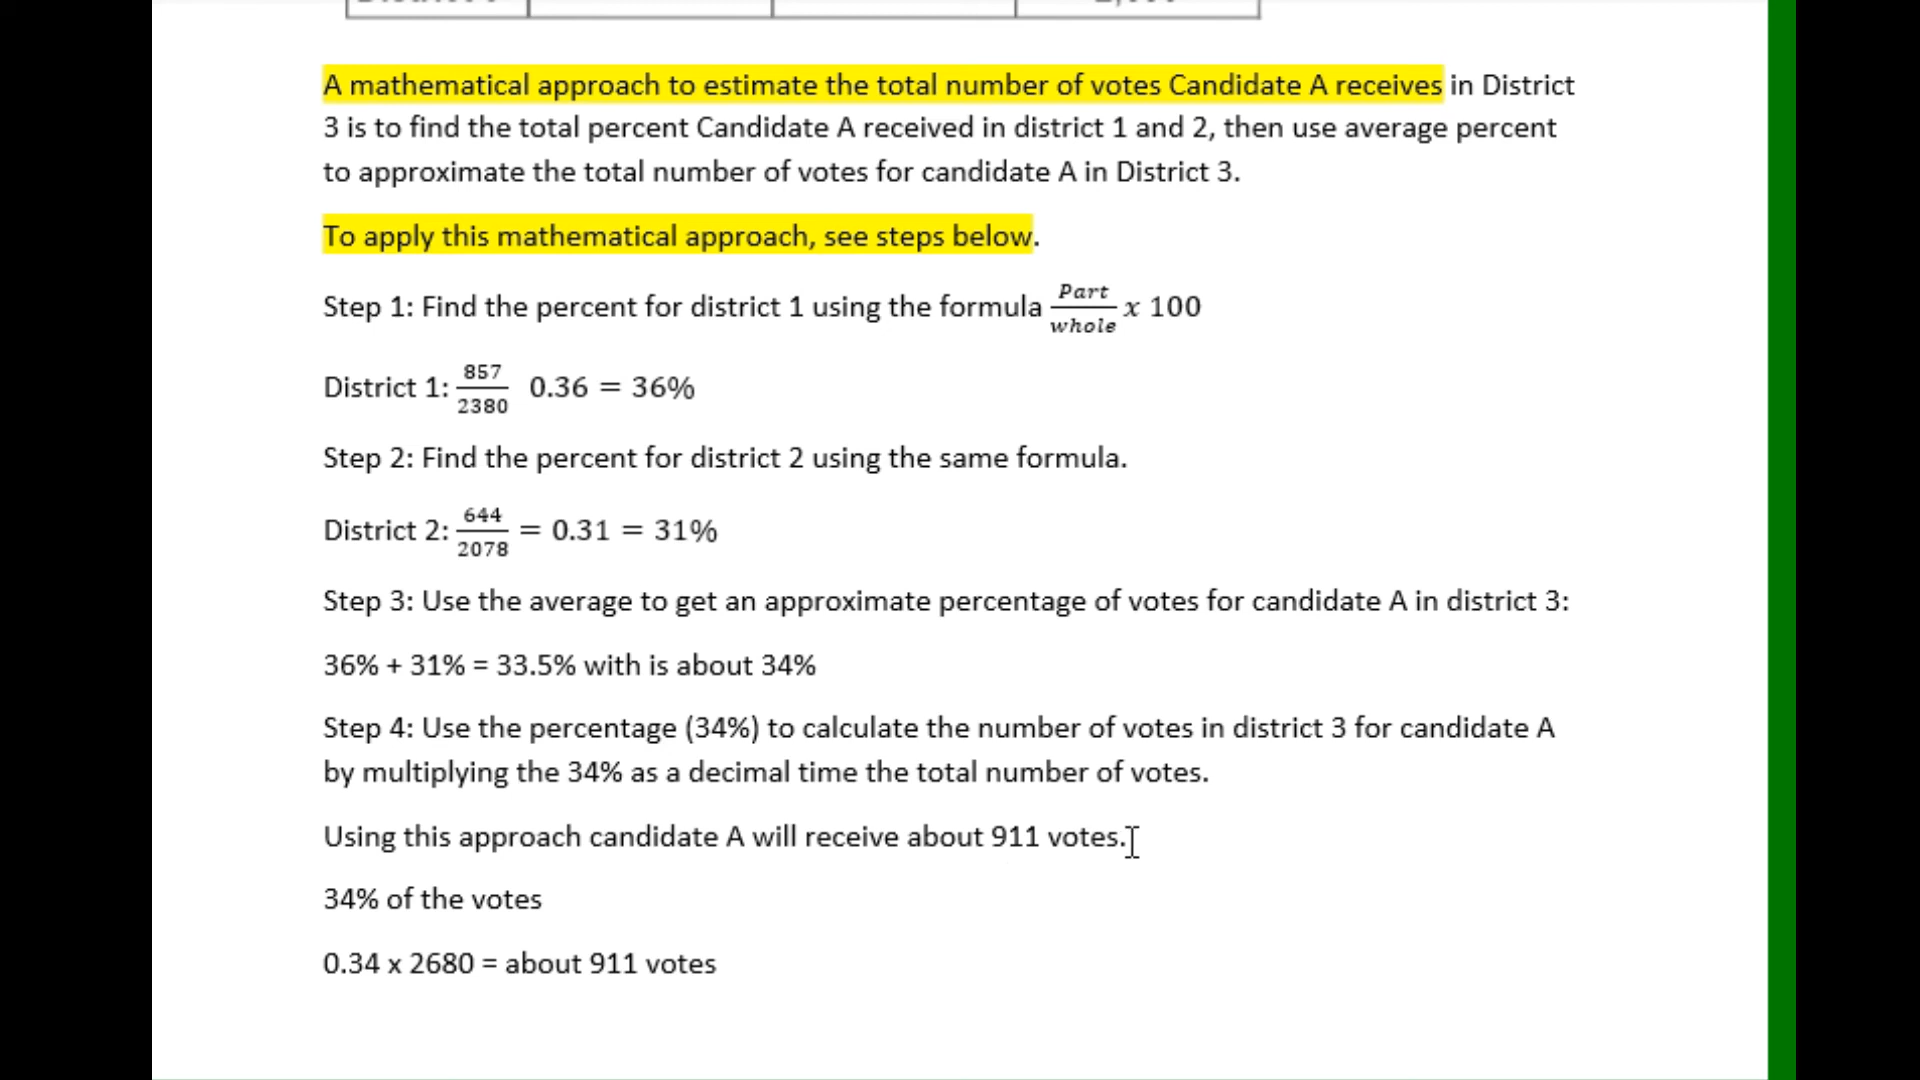 A mathematical approach to estimate the total number of votes Candidate A receives in District
3 is to find the total percent Candidate A received in district 1 and 2, then use average percent
to approximate the total number of votes for candidate A in District 3.
To apply this mathematical approach, see steps below.
Step 1: Find the percent for district 1 using the formula Part/whole x 100
District 1: 857/2380 0.36 = 36%
Step 2: Find the percent for district 2 using the same formula.
District 2: 644/2078 = 0.31 = 31%
Step 3: Use the average to get an approximate percentage of votes for candidate A in district 3:
36% + 31% = 33.5% with is about 34%
Step 4: Use the percentage (34%) to calculate the number of votes in district 3 for candidate A
by multiplying the 34% as a decimal time the total number of votes.
Using this approach candidate A will receive about 911 votes.
34% of the votes
0.34 x 2680 = about 911 votes